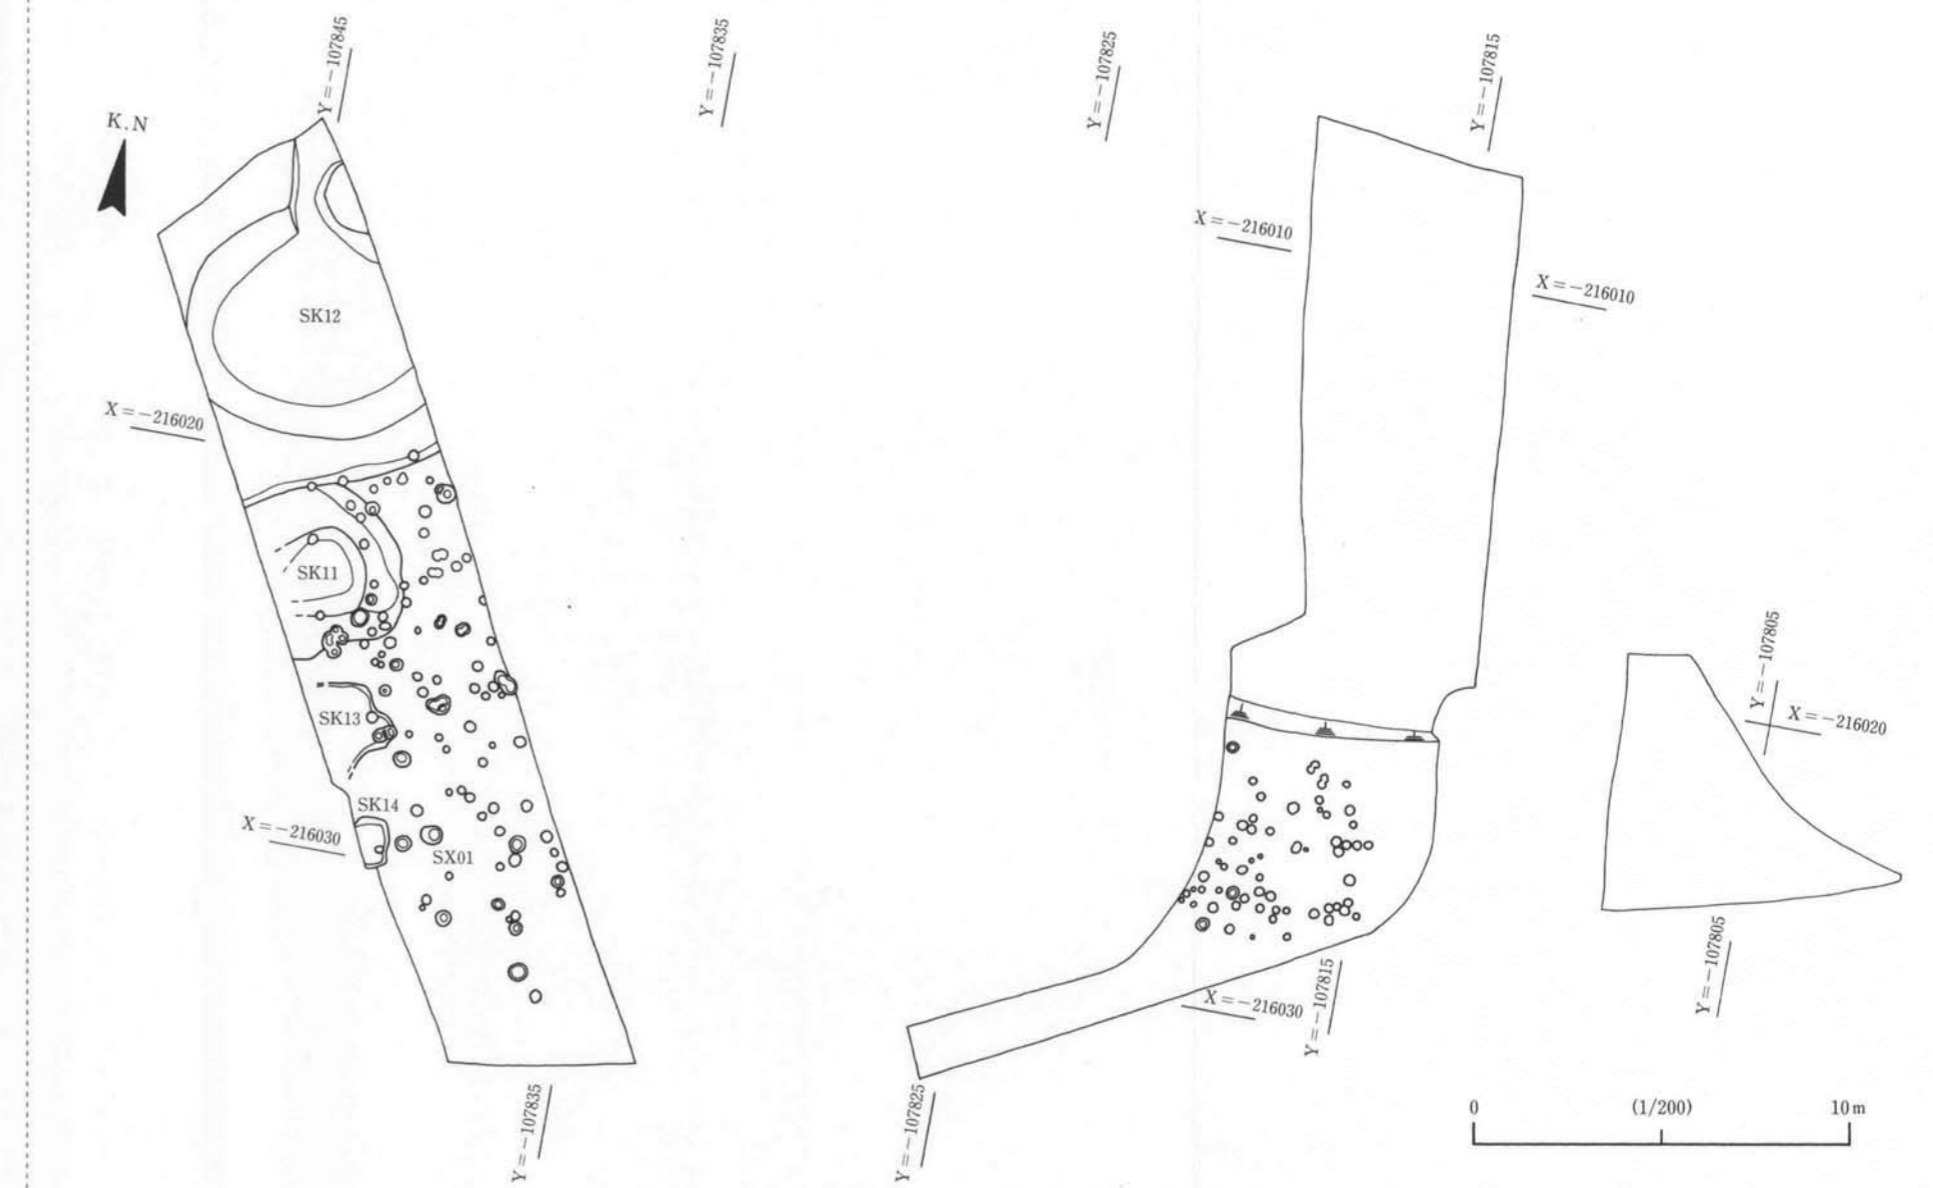 Y=-107845
Y=-107835
Y=-107825
Y=-107815
K.N
X=-216010
X=-216010
SK12
X=-216020
SK11
SK13
SK14
X=-216030
SX01
Y=-107805
X=-216020
Y=-107805
X=-216030
Y=-107815
Y=-107835
Y=-107825
0 (1/200) 10m